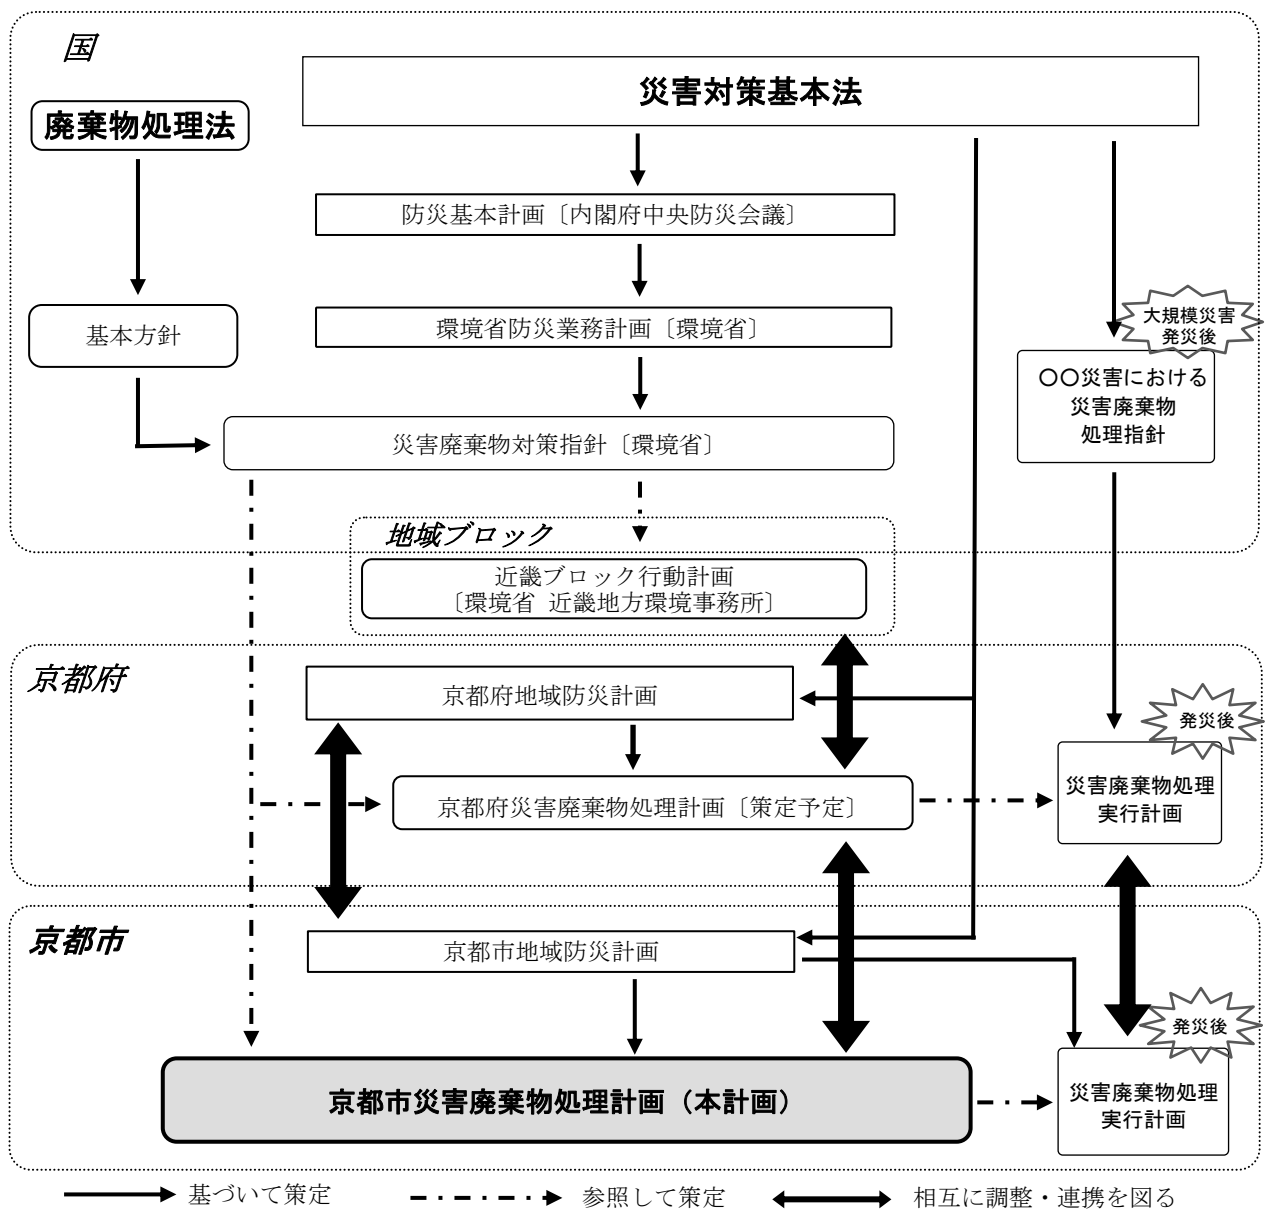 国
災害対策基本法
廃棄物処理法
防災基本計画〔内閣府中央防災会議〕
大規模災害
発災後
環境省防災業務計画〔環境省〕
基本方針
〇〇災害における
災害廃棄物
処理指針
災害廃棄物対策指針〔環境省〕
地域ブロック
近畿ブロック行動計画
〔環境省 近畿地方環境事務所〕
京都府
京都府地域防災計画
発災後
京都府災害廃棄物処理計画〔策定予定〕
災害廃棄物処理
実行計画
京都市
京都市地域防災計画
発災後
京都市災害廃棄物処理計画（本計画）
災害廃棄物処理
実行計画
基づいて策定
参照して策定
相互に調整・連携を図る